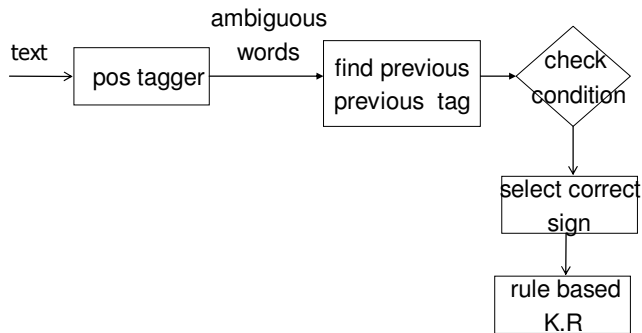 text
pos tagger
ambiguous
words
find previous
previous tag
check
condition
select correct
sign
rule based
K.R